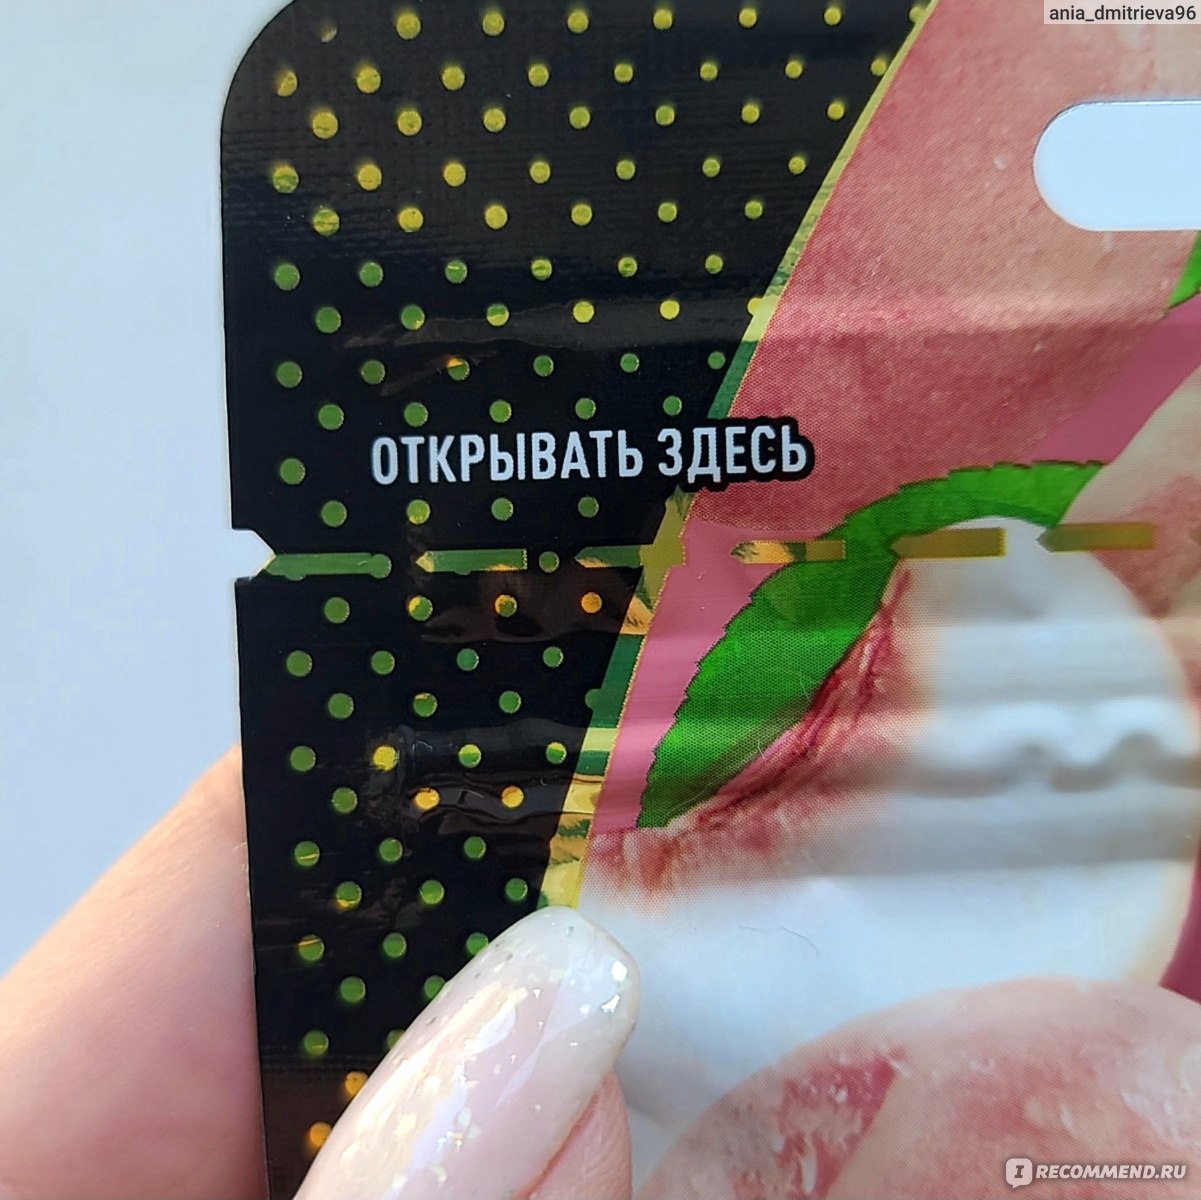 ania_dmitrieva96
ОТКРЫВАТЬ ЗДЕСЬ
I RECOMMEND.RU